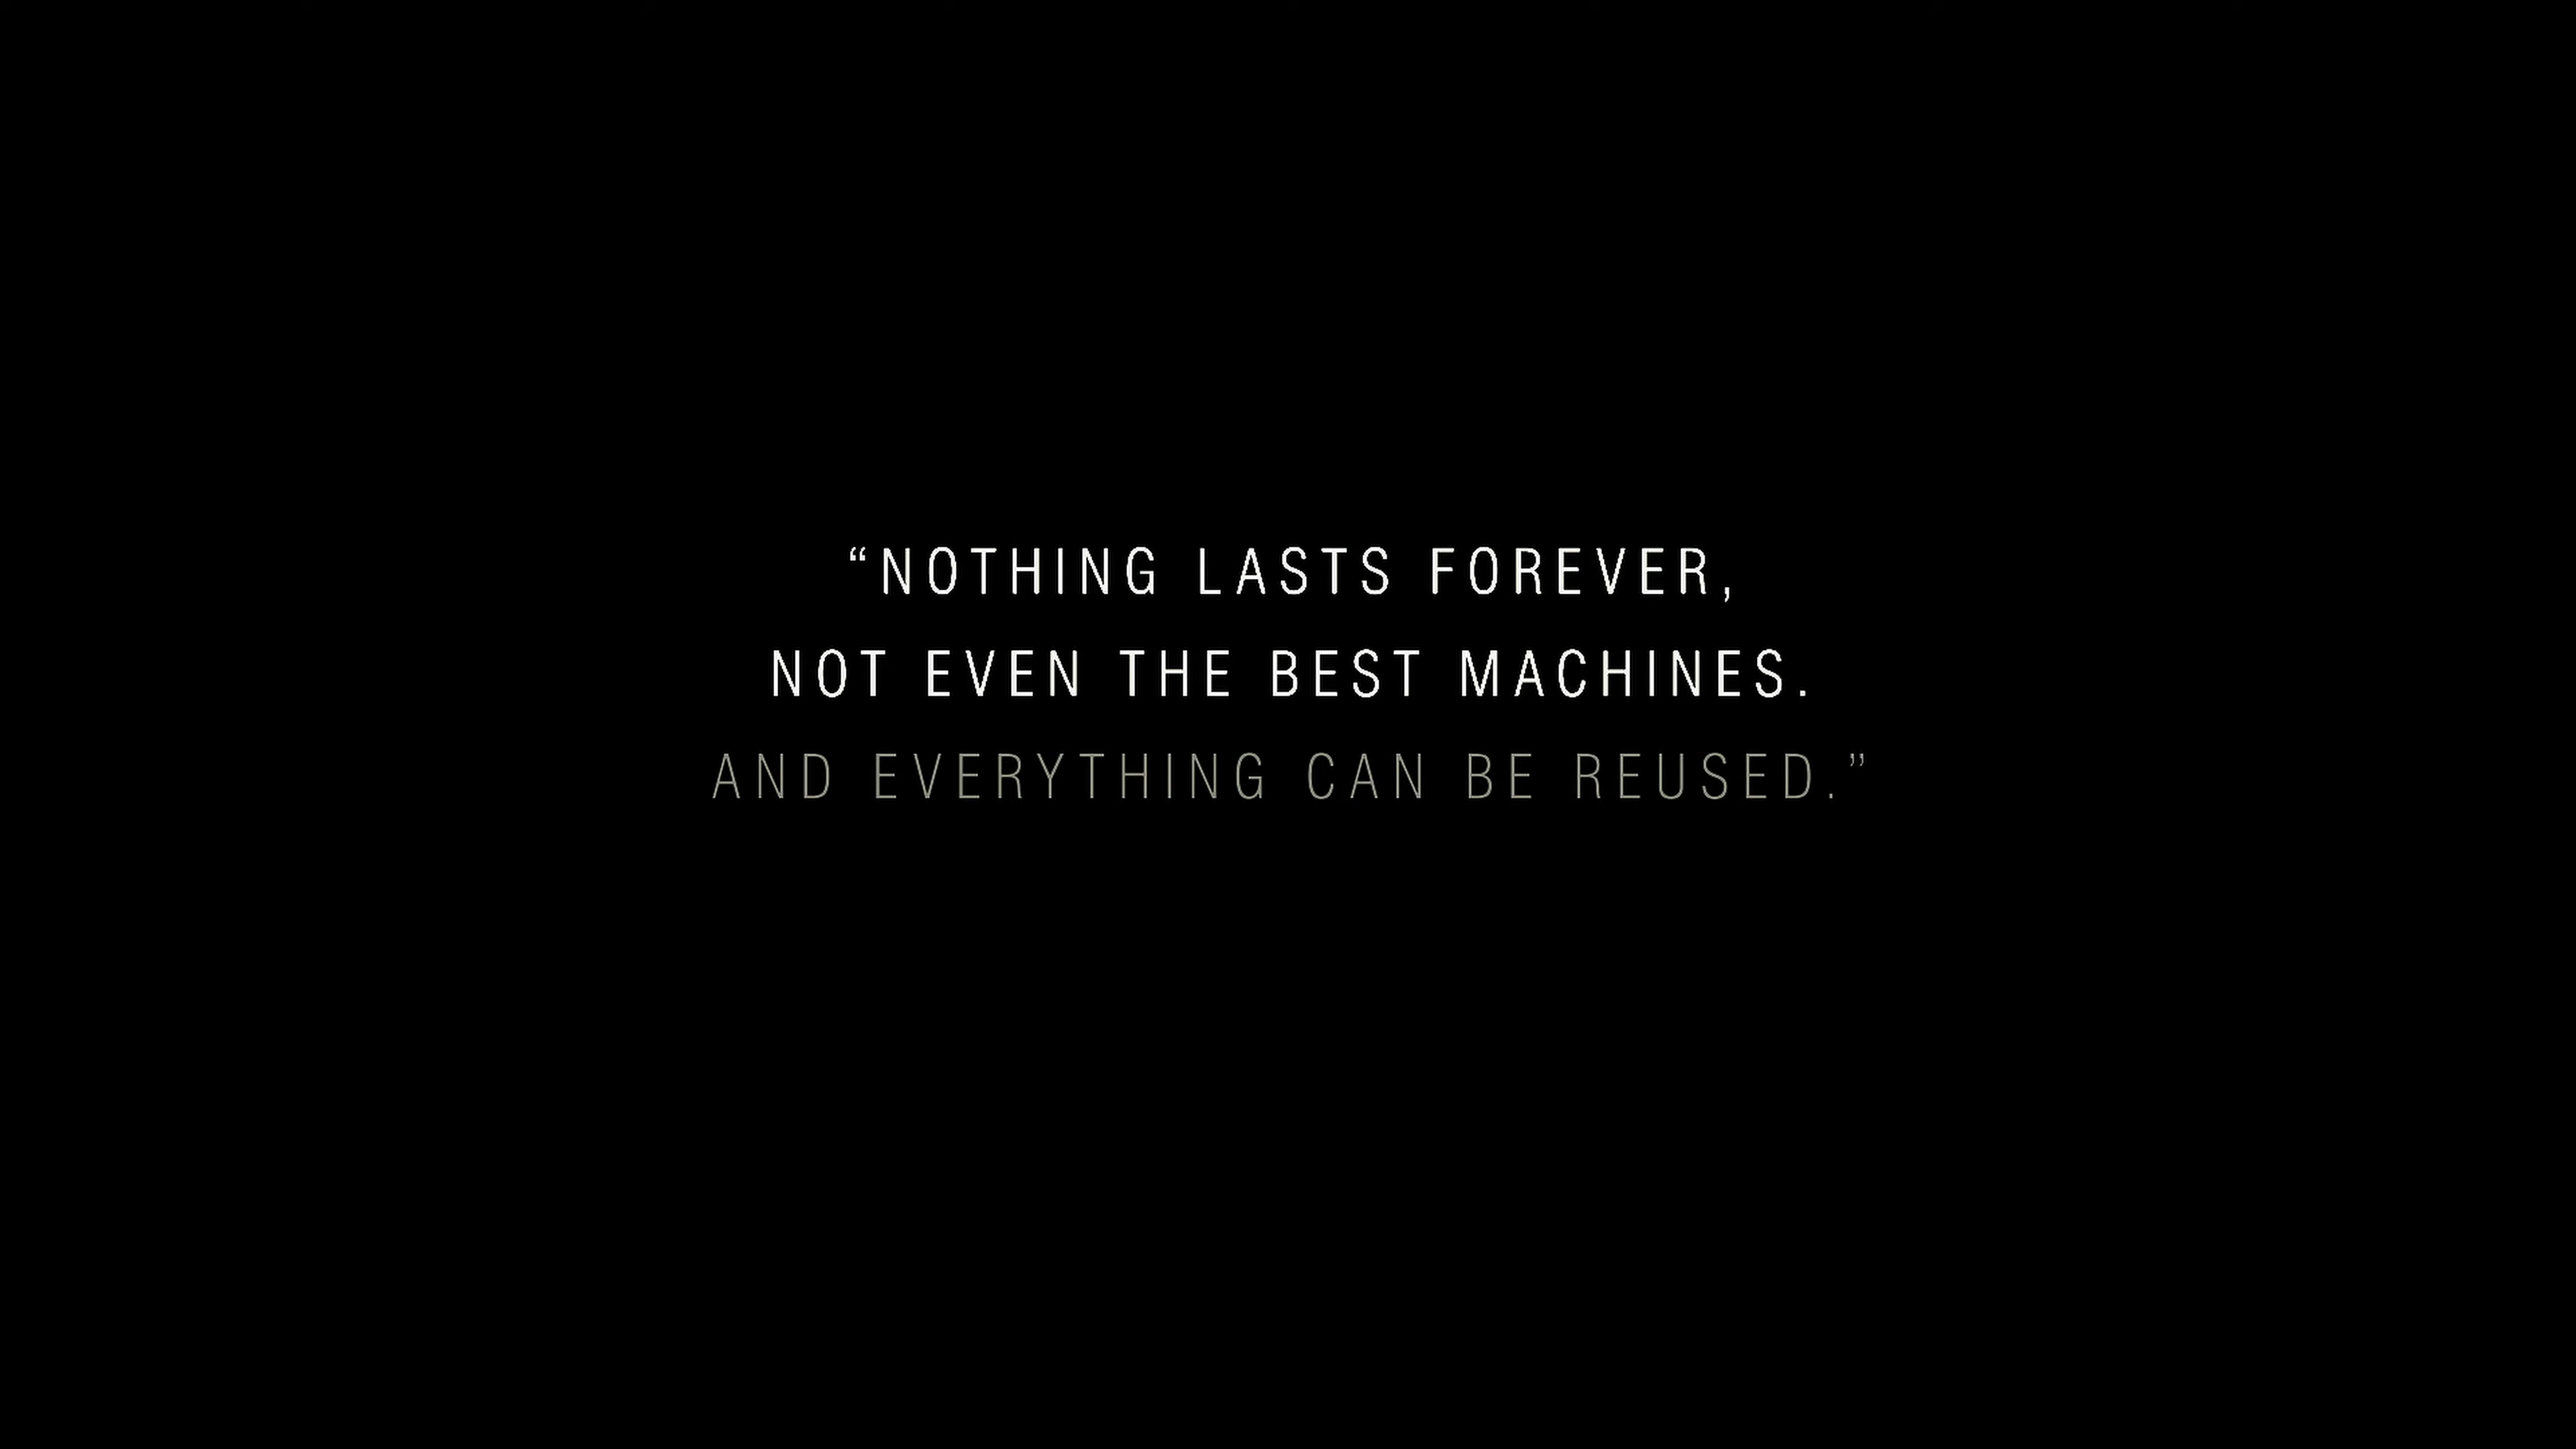 “NOTHING LASTS FOREVER,
NOT EVEN THE BEST MACHINES.
AND EVERYTHING CAN BE REUSED.”